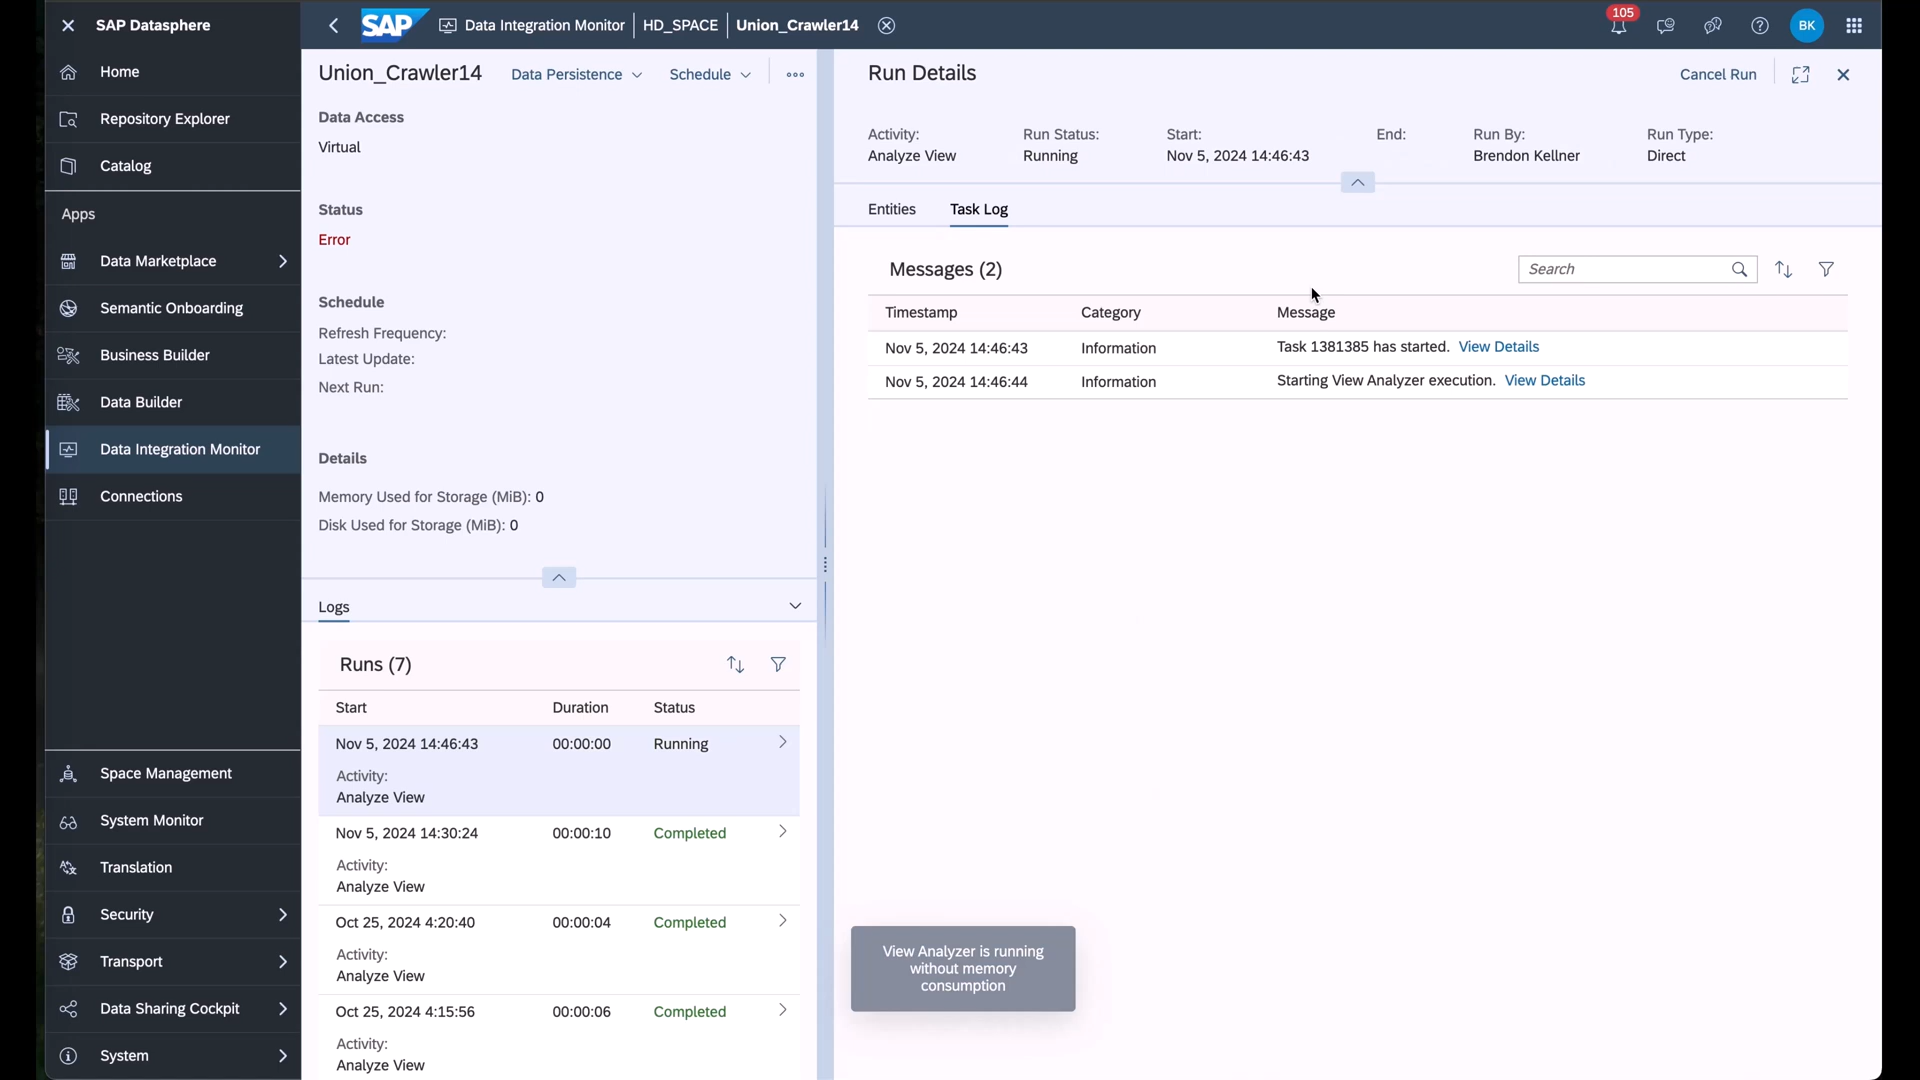 SAP Datasphere
Home
Repository Explorer
Catalog
Apps
Data Marketplace
Semantic Onboarding
Business Builder
Data Builder
Data Integration Monitor
Connections
Space Management
System Monitor
Translation
Security
Transport
Data Sharing Cockpit
System
SAP Data Integration Monitor HD_SPACE Union_Crawler14
105
BK
Union_Crawler14 Data Persistence Schedule
Data Access
Virtual
Status
Error
Schedule
Refresh Frequency:
Latest Update:
Next Run:
Details
Memory Used for Storage (MiB): 0
Disk Used for Storage (MiB): 0
Logs
Runs (7)
Start Duration Status
Nov 5, 2024 14:46:43 00:00:00 Running
Activity:
Analyze View
Nov 5, 2024 14:30:24 00:00:10 Completed
Activity:
Analyze View
Oct 25, 2024 4:20:40 00:00:04 Completed
Activity:
Analyze View
Oct 25, 2024 4:15:56 00:00:06 Completed
Activity:
Analyze View
Run Details Cancel Run
Activity: Run Status: Start: End: Run By: Run Type:
Analyze View Running Nov 5, 2024 14:46:43 Brendon Kellner Direct
Entities Task Log
Messages (2) Search
Timestamp Category Message
Nov 5, 2024 14:46:43 Information Task 1381385 has started. View Details
Nov 5, 2024 14:46:44 Information Starting View Analyzer execution. View Details
View Analyzer is running
without memory
consumption